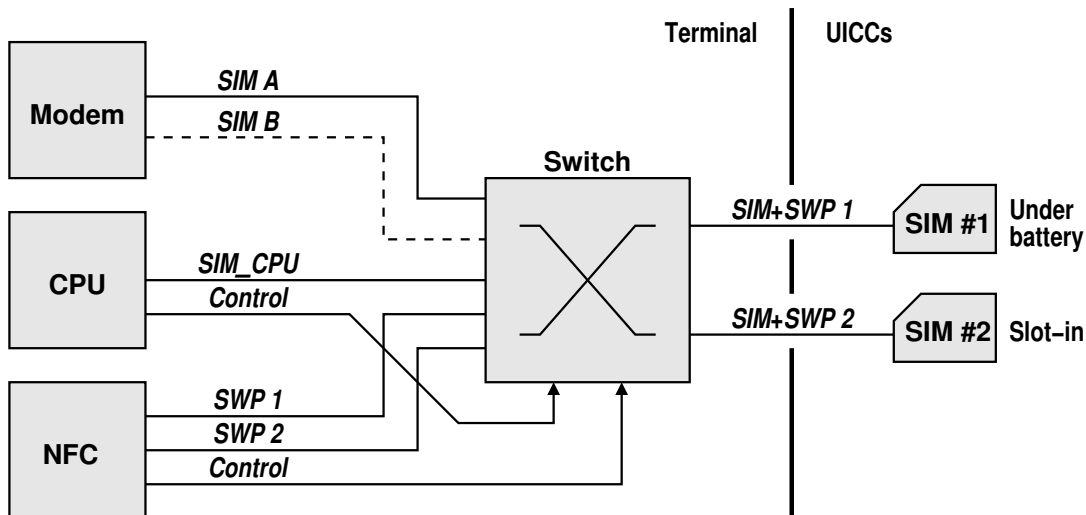 Terminal
UICCs
SIM A
Modem
SIM B
Switch
SIM+SWP 1
SIM #1
Under
battery
SIM_CPU
CPU
Control
SIM+SWP 2
SIM #2
Slot−in
SWP 1
SWP 2
NFC
Control